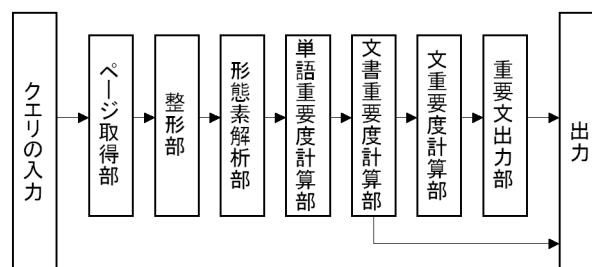 クエリの入力
ページ取得部
整形部
形態素解析部
単語重要度計算部
文書重要度計算部
文重要度計算部
重要文出力部
出力